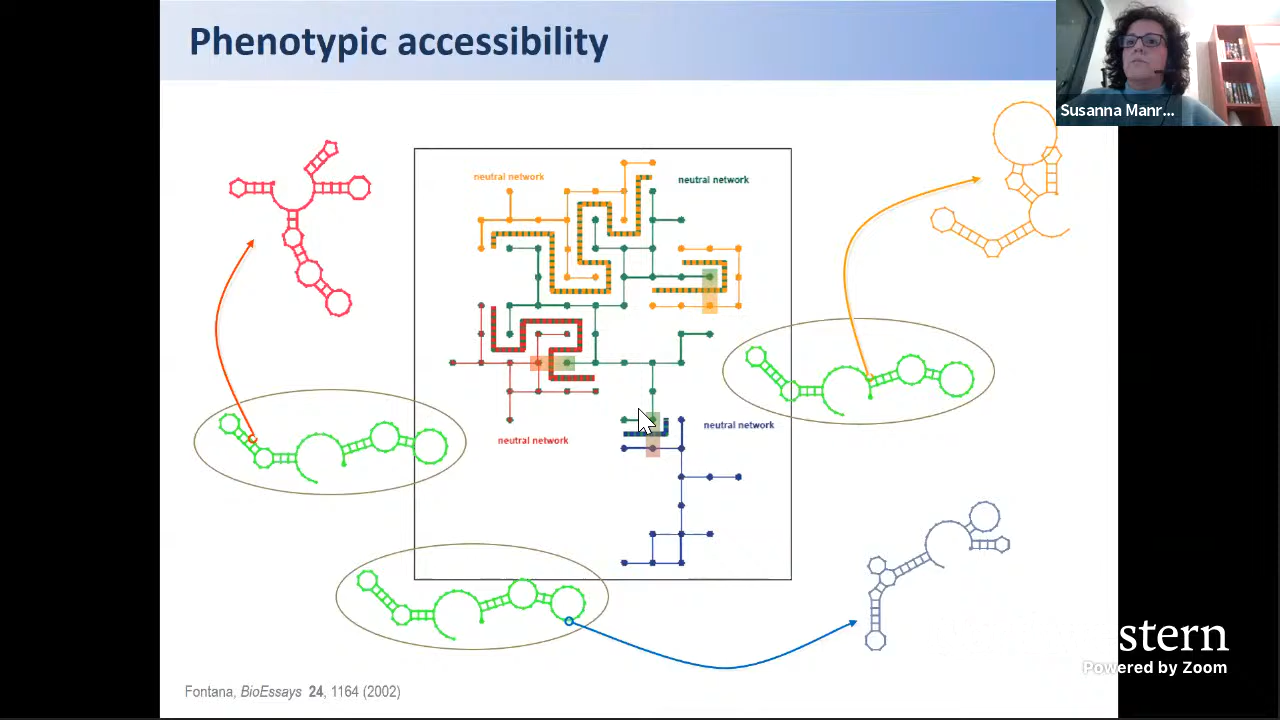 Phenotypic accessibility
Susanna Manr...
neutral network
neutral network
neutral network
neutral network
stern
Powered by Zoom
Fontana, BioEssays 24, 1164 (2002)